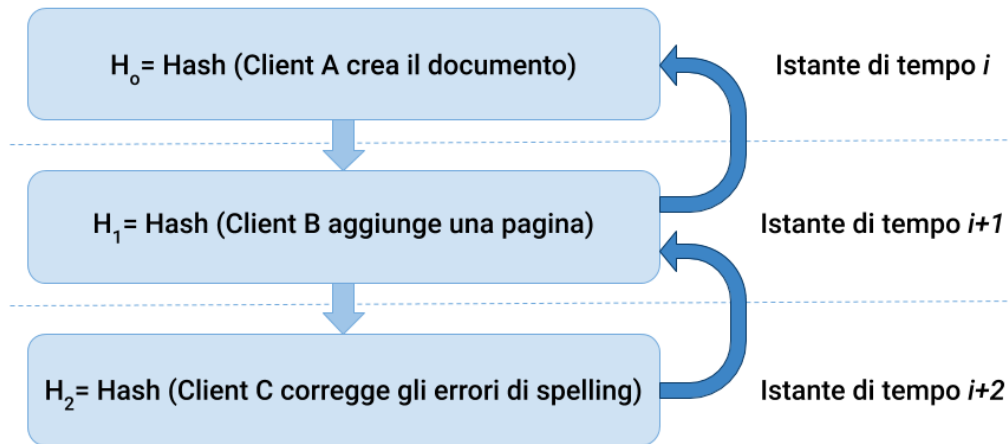 H₀= Hash (Client A crea il documento) Istante di tempo i
H₁= Hash (Client B aggiunge una pagina) Istante di tempo i+1
H₂= Hash (Client C corregge gli errori di spelling) Istante di tempo i+2